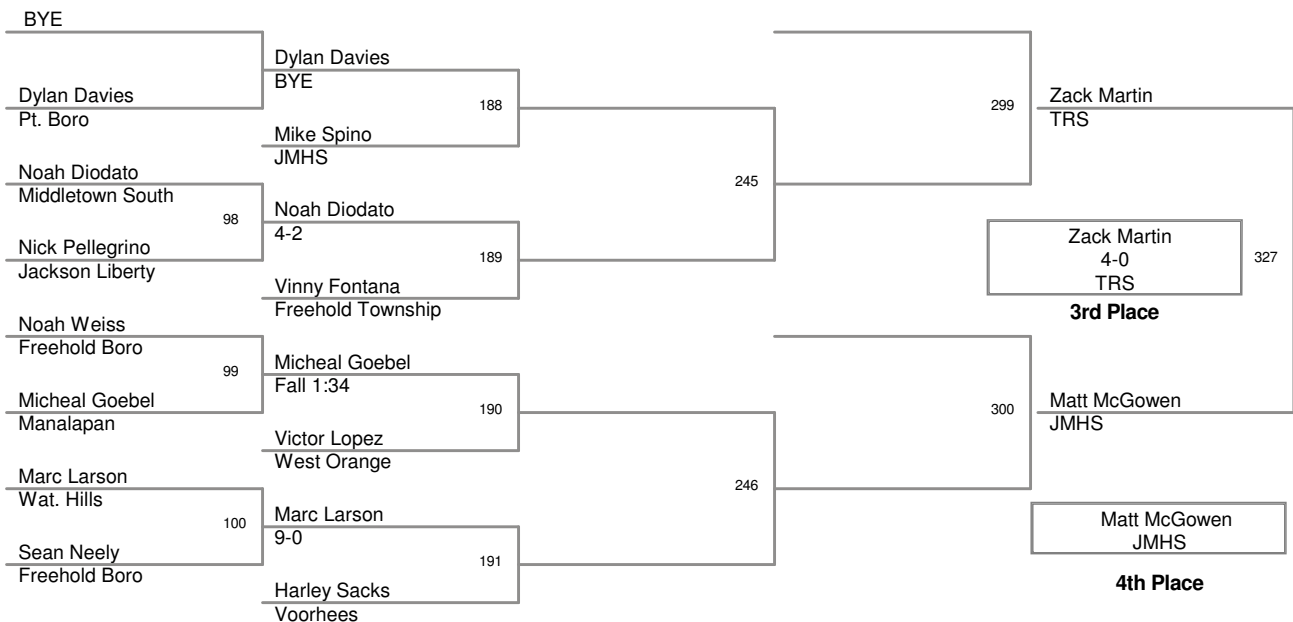 BYE
Dylan Davies
Pt. Boro
Noah Diodato
Middletown South
98
Nick Pellegrino
Jackson Liberty
Noah Weiss
Freehold Boro
99
Micheal Goebel
Manalapan
Marc Larson
Wat. Hills
100
Sean Neely
Freehold Boro
Dylan Davies
BYE
188
Mike Spino
JMHS
Noah Diodato
4-2
189
Vinny Fontana
Freehold Township
Micheal Goebel
Fall 1:34
190
Victor Lopez
West Orange
Marc Larson
9-0
191
Harley Sacks
Voorhees
245
246
299
300
Zack Martin
TRS
Zack Martin
4-0
TRS
327
3rd Place
Matt McGowen
JMHS
Matt McGowen
JMHS
4th Place